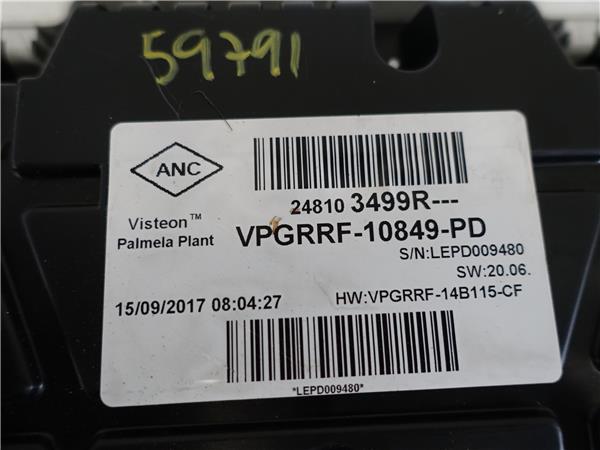 59791
ANC
24810 3499R---
Visteon™
Palmela Plant
VPGRRF-10849-PD
S/N:LEPD009480
SW:20.06.
15/09/2017 08:04:27
HW:VPGRRF-14B115-CF
*LEPD009480*